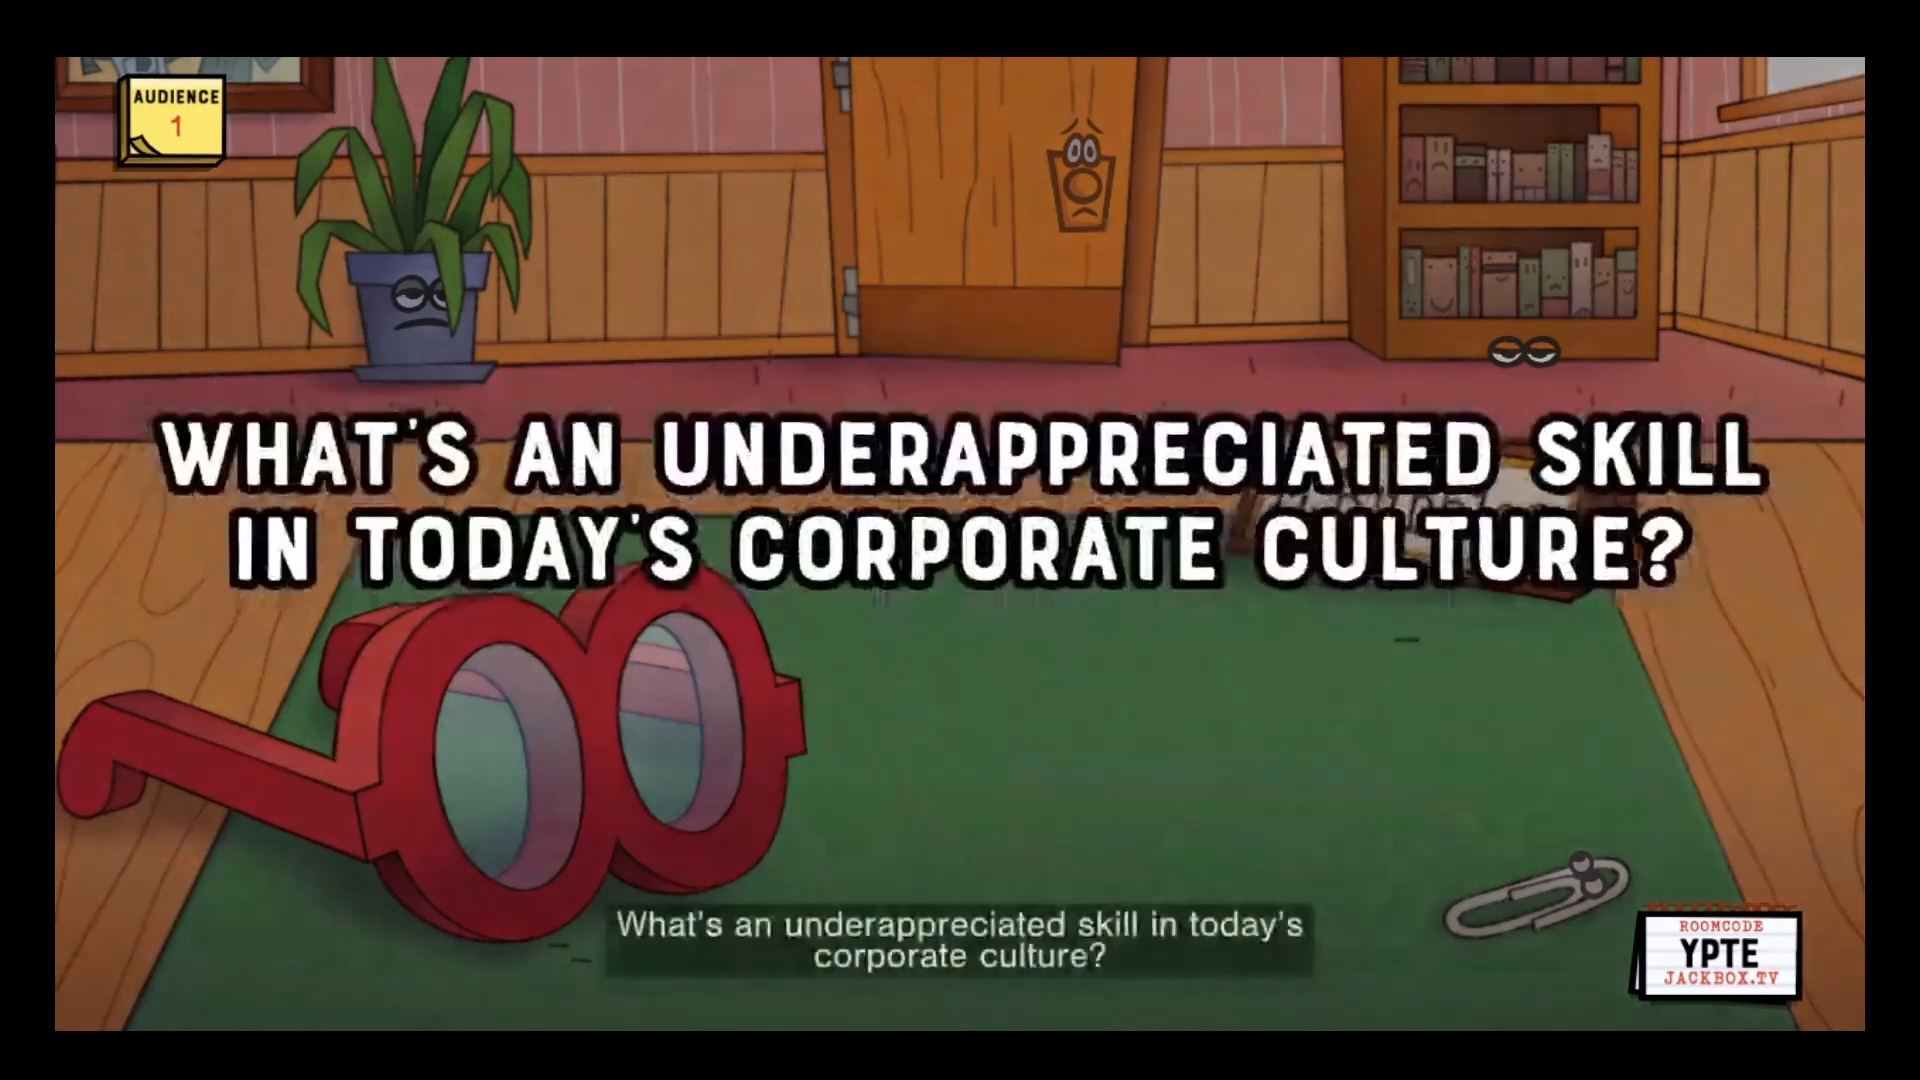 AUDIENCE
1
WHAT'S AN UNDERAPPRECIATED SKILL
IN TODAY'S CORPORATE CULTURE?
What's an underappreciated skill in today's
corporate culture?
ROOMCODE
YPTE
JACKBOX.TV